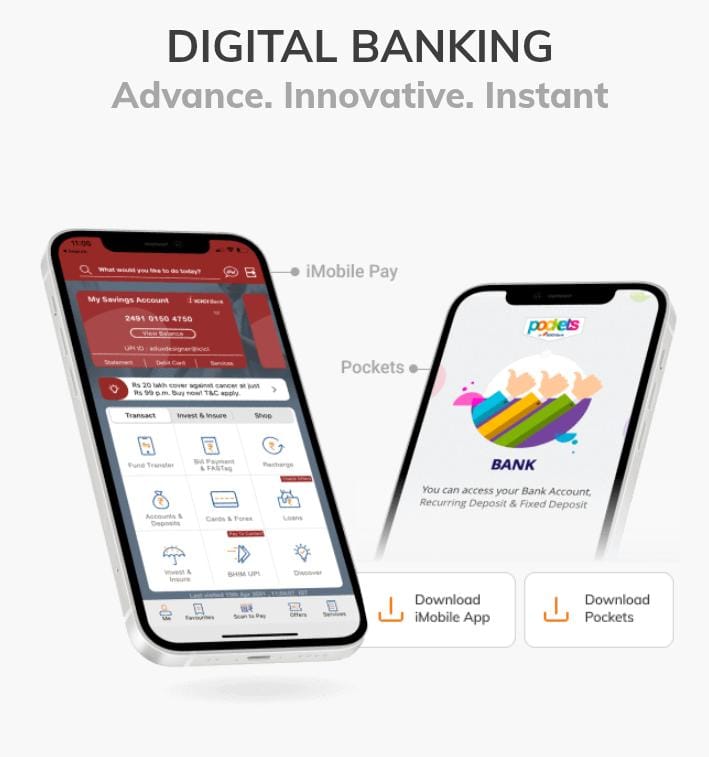 DIGITAL BANKING
Advance. Innovative. Instant
11:00
What would you like to do today?
iMobile Pay
My Savings Account
ICICI Bank
2491 0150 4750
View Balance
UPI ID : aduxdesigner@icici
Statement
Debit Card
Services
Rs 20 lakh cover against cancer at just
Rs 99 p.m. Buy now! T&C apply.
Transact
Invest & Insure
Shop
Fund Transfer
Bill Payment
& FASTag
Recharge
Accounts &
Deposits
Cards & Forex
Loans
Pay To Contact
Invest &
Insure
BHIM UPI
Discover
Last visited 15th Apr 2021
IST
Me
Favourites
Scan to Pay
Offers
Services
Pockets
pockets
BANK
You can access your Bank Account,
Recurring Deposit & Fixed Deposit
Download
iMobile App
Download
Pockets